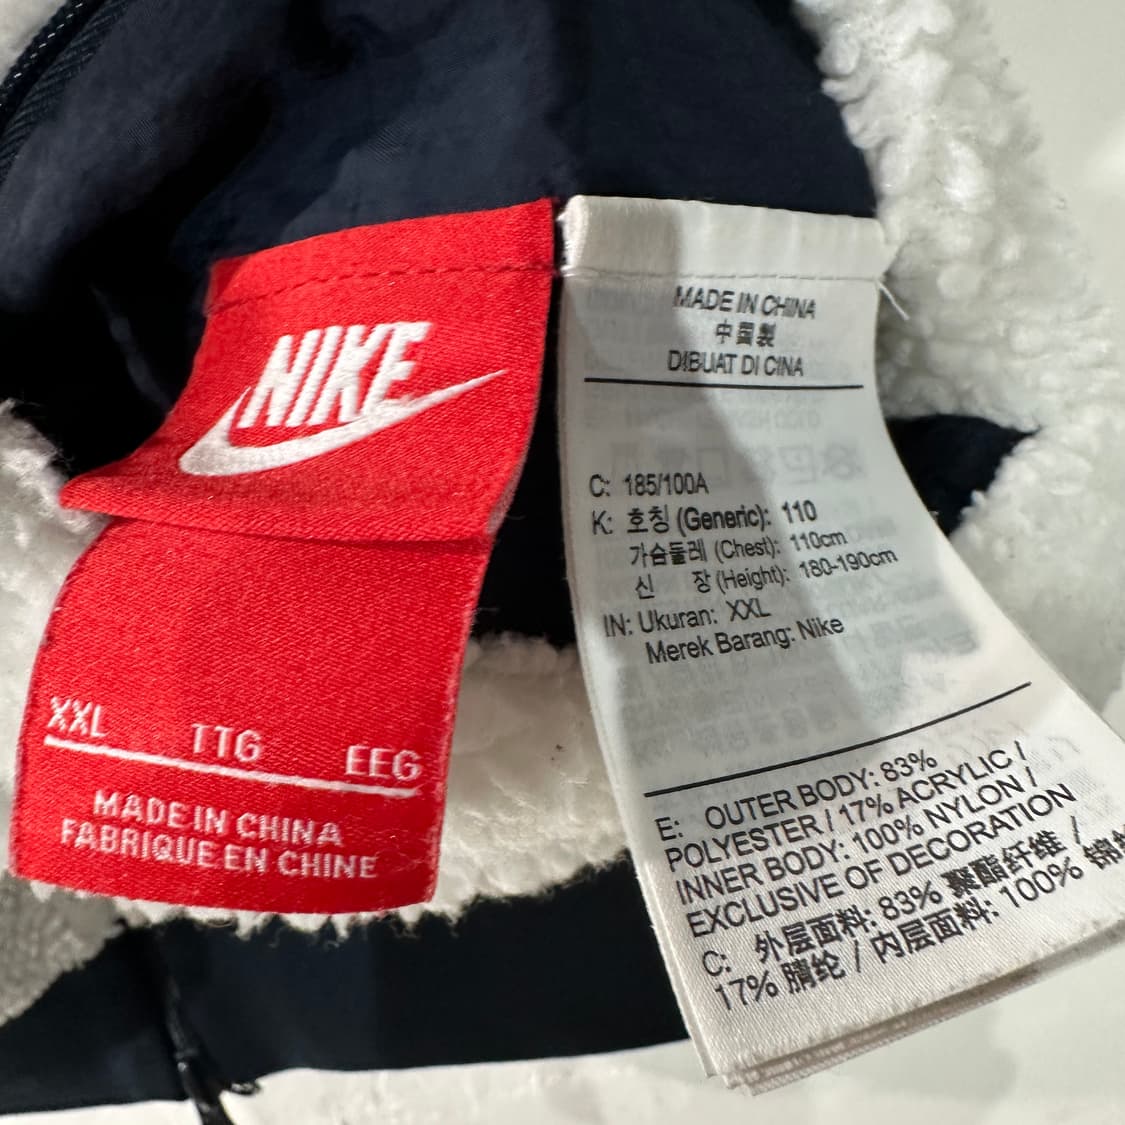 NIKE
XXL TTG EEG
MADE IN CHINA
FABRIQUE EN CHINE
MADE IN CHINA
中国製
DIBUAT DI CINA
C: 185/100A
K: 호칭 (Generic): 110
가슴둘레 (Chest): 110cm
신 장 (Height): 180-190cm
IN: Ukuran: XXL
Merek Barang: Nike
E: OUTER BODY: 83%
POLYESTER / 17% ACRYLIC /
INNER BODY: 100% NYLON /
EXCLUSIVE OF DECORATION
C: 外层面料: 83% 聚酯纤维 /
17% 腈纶 / 内层面料: 100%